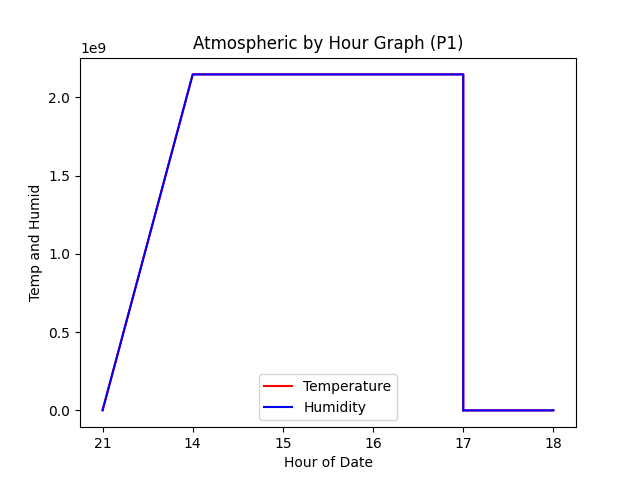 Atmospheric by Hour Graph (P1)
1e9
2.0
1.5
1.0
0.5
0.0
Temp and Humid
Temperature
Humidity
21 14 15 16 17 18
Hour of Date